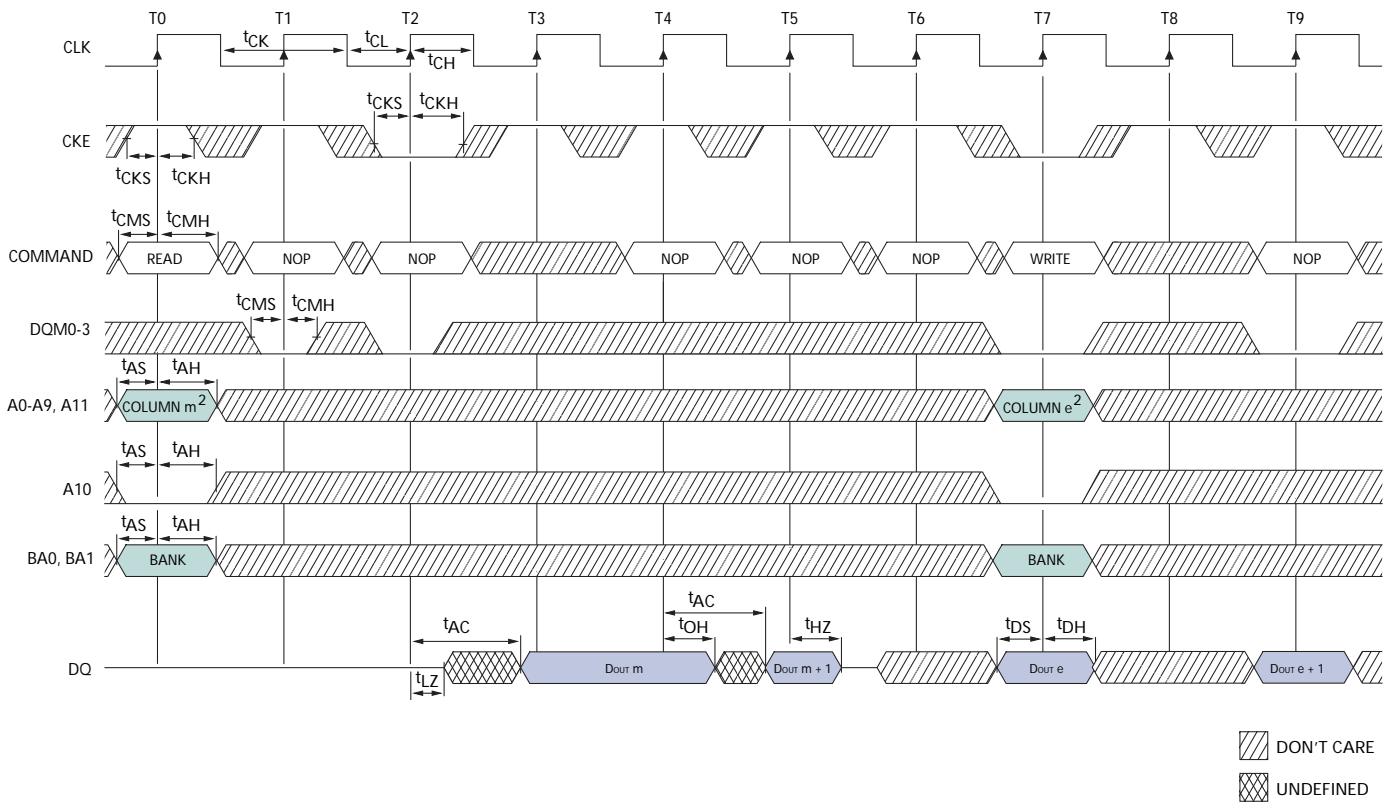 T0 T1 T2 T3 T4 T5 T6 T7 T8 T9
CLK
tCK tCL
tCH
tCKS tCKH
CKE
tCKS tCKH
tCMS tCMH
COMMAND READ NOP NOP NOP NOP NOP WRITE NOP
tCMS tCMH
DQM0-3
tAS tAH
A0-A9, A11 COLUMN m² COLUMN e²
tAS tAH
A10
tAS tAH
BA0, BA1 BANK BANK
tAC
tAC tOH tHZ tDS tDH
DQ DOUT m DOUT m + 1 DOUT e DOUT e + 1
tLZ
DON'T CARE
UNDEFINED